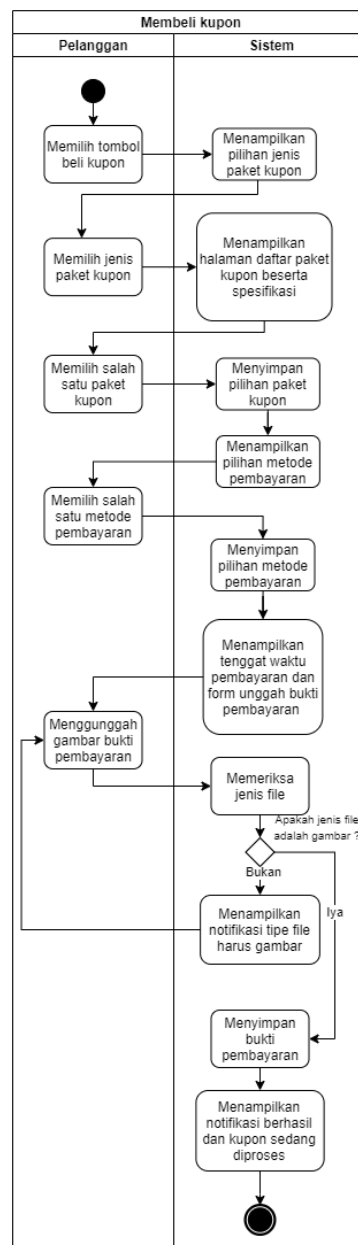 Membeli kupon
Pelanggan
Sistem
Memilih tombol
beli kupon
Menampilkan
pilihan jenis
paket kupon
Memilih jenis
paket kupon
Menampilkan
halaman daftar paket
kupon beserta
spesifikasi
Memilih salah
satu paket
kupon
Menyimpan
pilihan paket
kupon
Menampilkan
pilihan metode
pembayaran
Memilih salah
satu metode
pembayaran
Menyimpan
pilihan metode
pembayaran
Menampilkan
tenggat waktu
pembayaran dan
form unggah bukti
pembayaran
Menggunggah
gambar bukti
pembayaran
Memeriksa
jenis file
Apakah jenis file
adalah gambar ?
Bukan
Iya
Menampilkan
notifikasi tipe file
harus gambar
Menyimpan
bukti
pembayaran
Menampilkan
notifikasi berhasil
dan kupon sedang
diproses